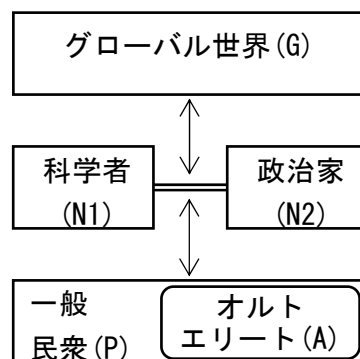 グローバル世界(G)
科学者
(N1)
政治家
(N2)
一般
民衆(P)
オルト
エリート(A)